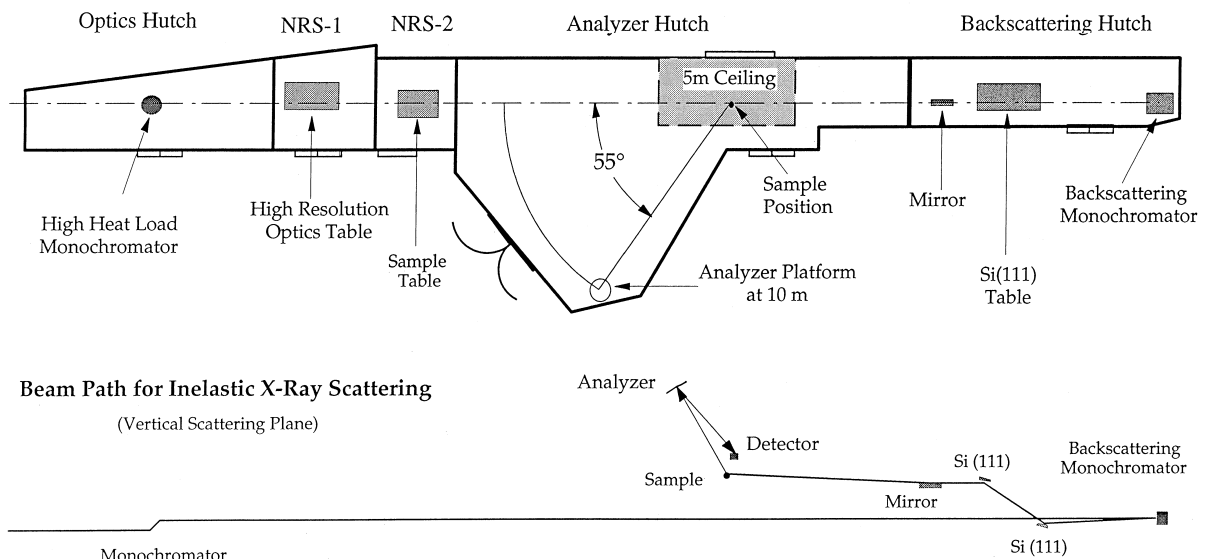 Optics Hutch
NRS-1
NRS-2
Analyzer Hutch
Backscattering Hutch
5m Ceiling
55°
High Heat Load
Monochromator
High Resolution
Optics Table
Sample
Table
Sample
Position
Analyzer Platform
at 10 m
Mirror
Si(111)
Table
Backscattering
Monochromator
Beam Path for Inelastic X-Ray Scattering
(Vertical Scattering Plane)
Analyzer
Detector
Sample
Mirror
Si (111)
Backscattering
Monochromator
Si (111)
Monochromator